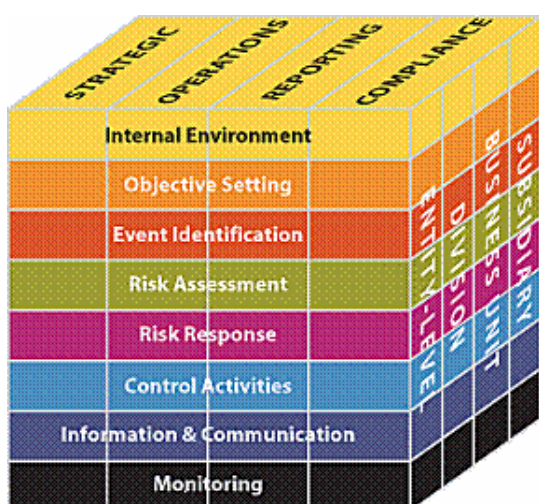 STRATEGIC
OPERATIONS
REPORTING
COMPLIANCE
Internal Environment
Objective Setting
Event Identification
Risk Assessment
Risk Response
Control Activities
Information & Communication
Monitoring
ENTITY-LEVEL
DIVISION
BUSINESS UNIT
SUBSIDIARY